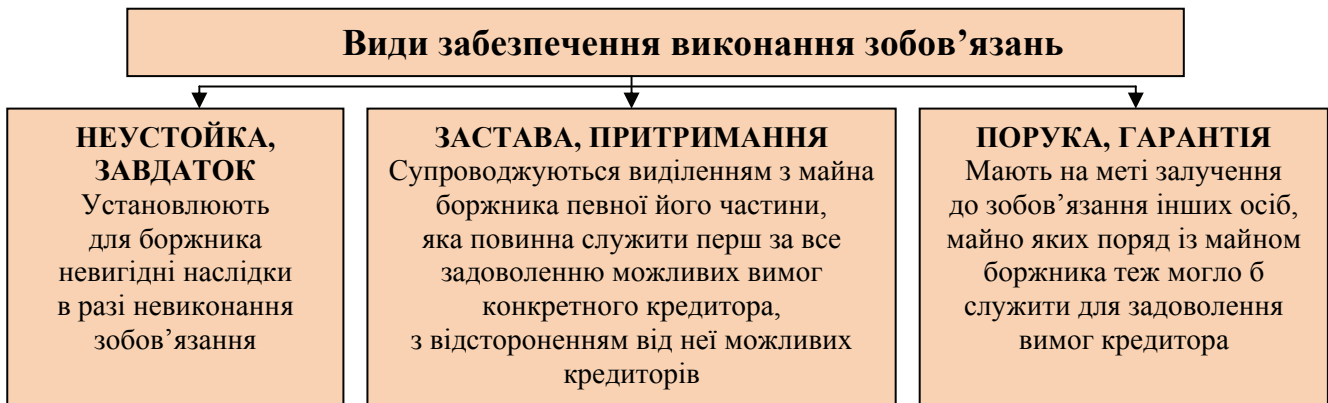 Види забезпечення виконання зобов’язань
НЕУСТОЙКА,
ЗАВДАТОК
Установлюють
для боржника
невигідні наслідки
в разі невиконання
зобов’язання
ЗАСТАВА, ПРИТРИМАННЯ
Супроводжуються виділенням з майна
боржника певної його частини,
яка повинна служити перш за все
задоволенню можливих вимог
конкретного кредитора,
з відстороненням від неї можливих
кредиторів
ПОРУКА, ГАРАНТІЯ
Мають на меті залучення
до зобов’язання інших осіб,
майно яких поряд із майном
боржника теж могло б
служити для задоволення
вимог кредитора